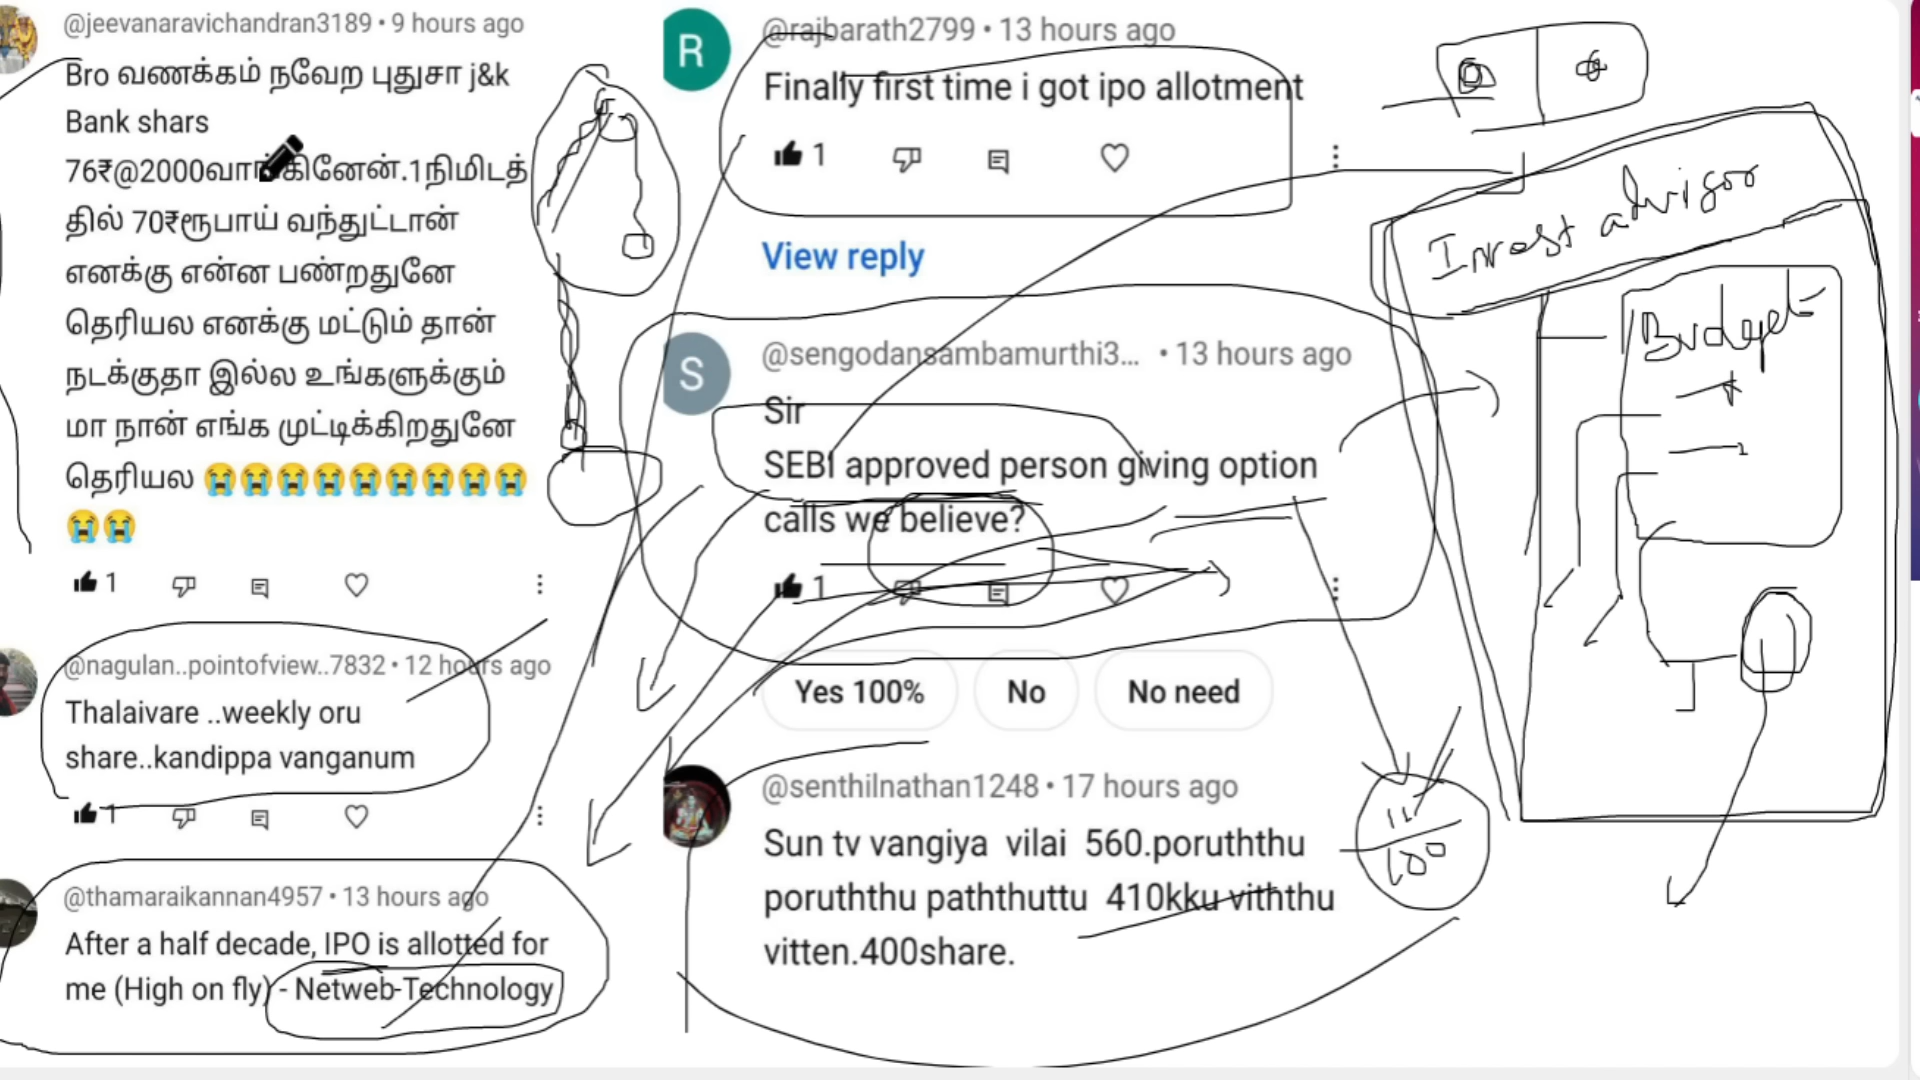 @jeevanaravichandran3189 • 9 hours ago
Bro வணக்கம் நவேற புதுசா j&k
Bank shars
76₹@2000வாங்கினேன்.1நிமிடத்
தில் 70₹ரூபாய் வந்துட்டான்
எனக்கு என்ன பண்றதுனே
தெரியல எனக்கு மட்டும் தான்
நடக்குதா இல்ல உங்களுக்கும்
மா நான் எங்க முட்டிக்கிறதுனே
தெரியல 😭😭😭😭😭😭😭😭😭
😭😭
1
@nagulan..pointofview..7832 • 12 hours ago
Thalaivare ..weekly oru
share..kandippa vanganum
1
@thamaraikannan4957 • 13 hours ago
After a half decade, IPO is allotted for
me (High on fly) - Netweb-Technology
R
@rajbarath2799 • 13 hours ago
Finally first time i got ipo allotment
1
View reply
S
@sengodansambamurthi3... • 13 hours ago
Sir
SEBI approved person giving option
calls we believe?
1
Yes 100%
No
No need
@senthilnathan1248 • 17 hours ago
Sun tv vangiya vilai 560.poruththu
poruththu paththuttu 410kku viththu
vitten.400share.
Invest advisor
Budget
100